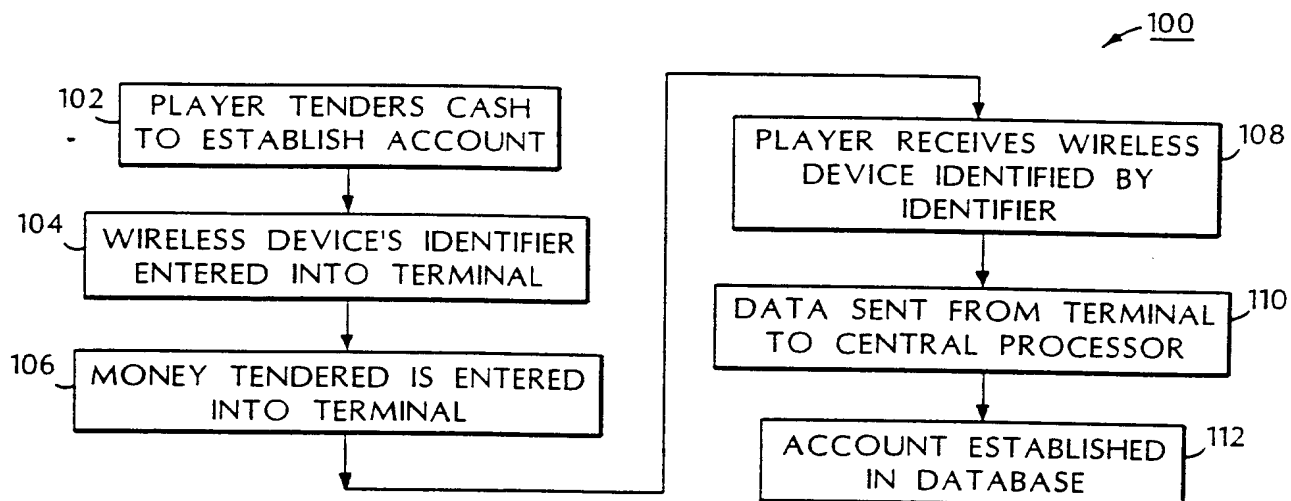 100
102
PLAYER TENDERS CASH
TO ESTABLISH ACCOUNT
104
WIRELESS DEVICE'S IDENTIFIER
ENTERED INTO TERMINAL
106
MONEY TENDERED IS ENTERED
INTO TERMINAL
108
PLAYER RECEIVES WIRELESS
DEVICE IDENTIFIED BY
IDENTIFIER
110
DATA SENT FROM TERMINAL
TO CENTRAL PROCESSOR
112
ACCOUNT ESTABLISHED
IN DATABASE